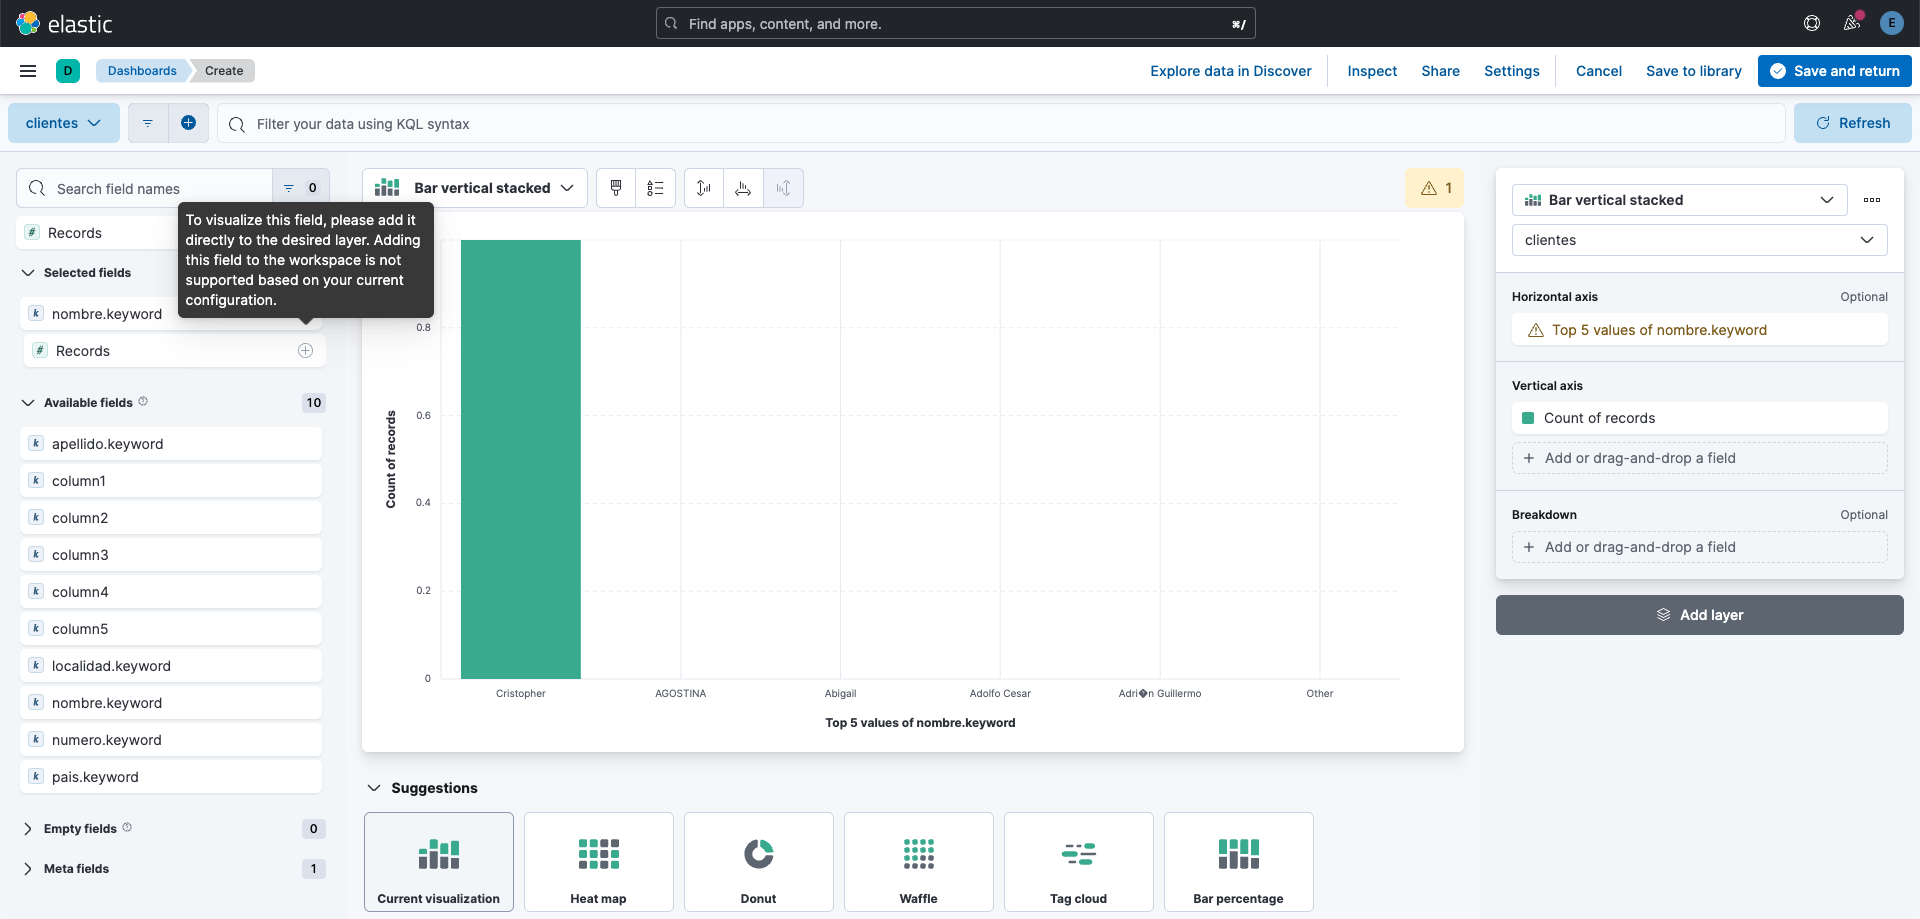 elastic
Find apps, content, and more.
⌘/
E
D
Dashboards
Create
Explore data in Discover
Inspect
Share
Settings
Cancel
Save to library
Save and return
clientes
Filter your data using KQL syntax
Refresh
Search field names
0
Records
To visualize this field, please add it
directly to the desired layer. Adding
this field to the workspace is not
supported based on your current
configuration.
Selected fields
k nombre.keyword
# Records
Available fields
10
k apellido.keyword
k column1
k column2
k column3
k column4
k column5
k localidad.keyword
k nombre.keyword
k numero.keyword
k pais.keyword
Empty fields
0
Meta fields
1
Bar vertical stacked
1
0.8
0.6
0.4
0.2
0
Count of records
Cristopher
AGOSTINA
Abigail
Adolfo Cesar
Adri�n Guillermo
Other
Top 5 values of nombre.keyword
Suggestions
Current visualization
Heat map
Donut
Waffle
Tag cloud
Bar percentage
Bar vertical stacked
clientes
Horizontal axis
Optional
Top 5 values of nombre.keyword
Vertical axis
Count of records
+ Add or drag-and-drop a field
Breakdown
Optional
+ Add or drag-and-drop a field
Add layer